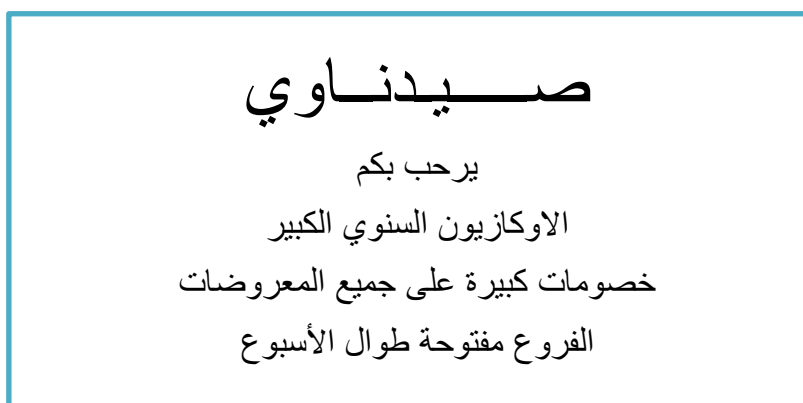 صـــــيدنــاوي
يرحب بكم
الاوكازيون السنوي الكبير
خصومات كبيرة على جميع المعروضات
الفروع مفتوحة طوال الأسبوع